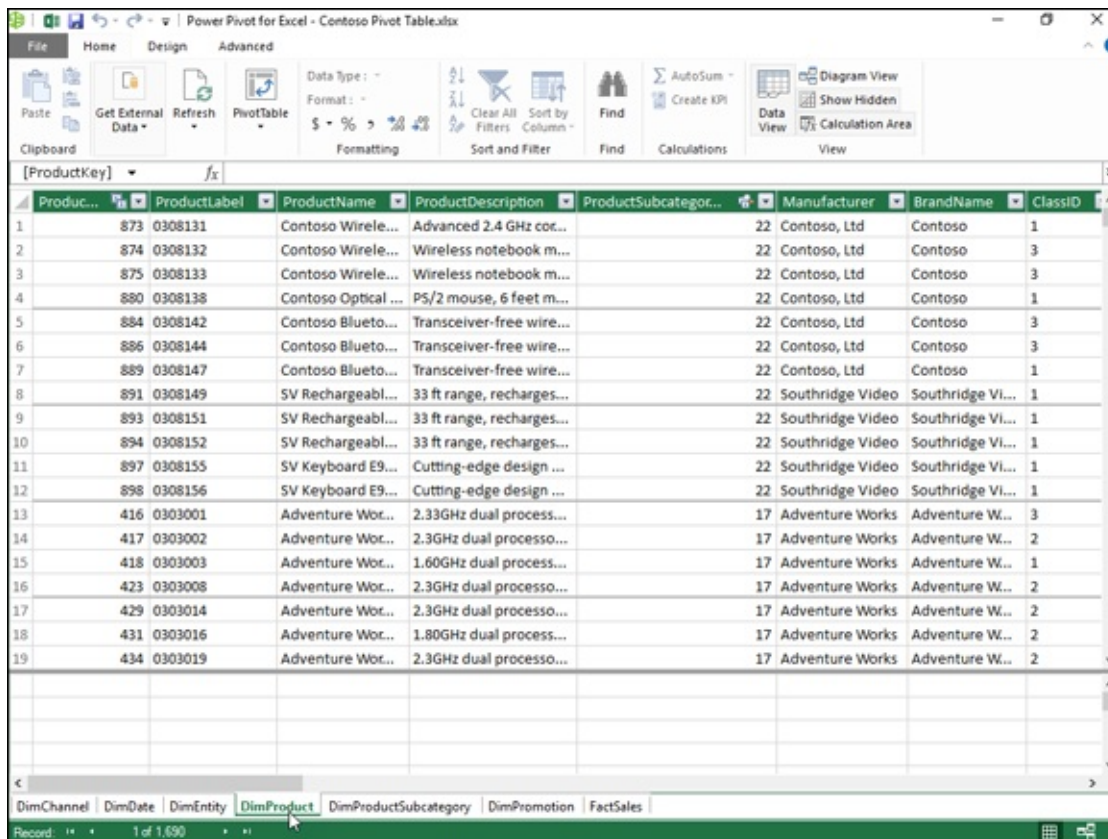 Power Pivot for Excel - Contoso Pivot Table.xlsx
File Home Design Advanced
Paste
Get External Data
Refresh
PivotTable
Data Type :
Format :
$ % ,
Clear All Filters
Sort by Column
Find
AutoSum
Create KPI
Data View
Diagram View
Show Hidden
Calculation Area
Clipboard Formatting Sort and Filter Find Calculations View
[ProductKey] fx
Produc... ProductLabel ProductName ProductDescription ProductSubcategor... Manufacturer BrandName ClassID
1 873 0308131 Contoso Wirele... Advanced 2.4 GHz cor... 22 Contoso, Ltd Contoso 1
2 874 0308132 Contoso Wirele... Wireless notebook m... 22 Contoso, Ltd Contoso 3
3 875 0308133 Contoso Wirele... Wireless notebook m... 22 Contoso, Ltd Contoso 3
4 880 0308138 Contoso Optical ... PS/2 mouse, 6 feet m... 22 Contoso, Ltd Contoso 1
5 884 0308142 Contoso Blueto... Transceiver-free wire... 22 Contoso, Ltd Contoso 3
6 886 0308144 Contoso Blueto... Transceiver-free wire... 22 Contoso, Ltd Contoso 3
7 889 0308147 Contoso Blueto... Transceiver-free wire... 22 Contoso, Ltd Contoso 1
8 891 0308149 SV Rechargeabl... 33 ft range, recharges... 22 Southridge Video Southridge Vi... 1
9 893 0308151 SV Rechargeabl... 33 ft range, recharges... 22 Southridge Video Southridge Vi... 1
10 894 0308152 SV Rechargeabl... 33 ft range, recharges... 22 Southridge Video Southridge Vi... 1
11 897 0308155 SV Keyboard E9... Cutting-edge design ... 22 Southridge Video Southridge Vi... 1
12 898 0308156 SV Keyboard E9... Cutting-edge design ... 22 Southridge Video Southridge Vi... 1
13 416 0303001 Adventure Wor... 2.33GHz dual process... 17 Adventure Works Adventure W... 3
14 417 0303002 Adventure Wor... 2.3GHz dual processo... 17 Adventure Works Adventure W... 2
15 418 0303003 Adventure Wor... 1.60GHz dual process... 17 Adventure Works Adventure W... 1
16 423 0303008 Adventure Wor... 2.3GHz dual processo... 17 Adventure Works Adventure W... 2
17 429 0303014 Adventure Wor... 2.3GHz dual processo... 17 Adventure Works Adventure W... 2
18 431 0303016 Adventure Wor... 1.80GHz dual process... 17 Adventure Works Adventure W... 2
19 434 0303019 Adventure Wor... 2.3GHz dual processo... 17 Adventure Works Adventure W... 2
DimChannel DimDate DimEntity DimProduct DimProductSubcategory DimPromotion FactSales
Record: 1 of 1,690